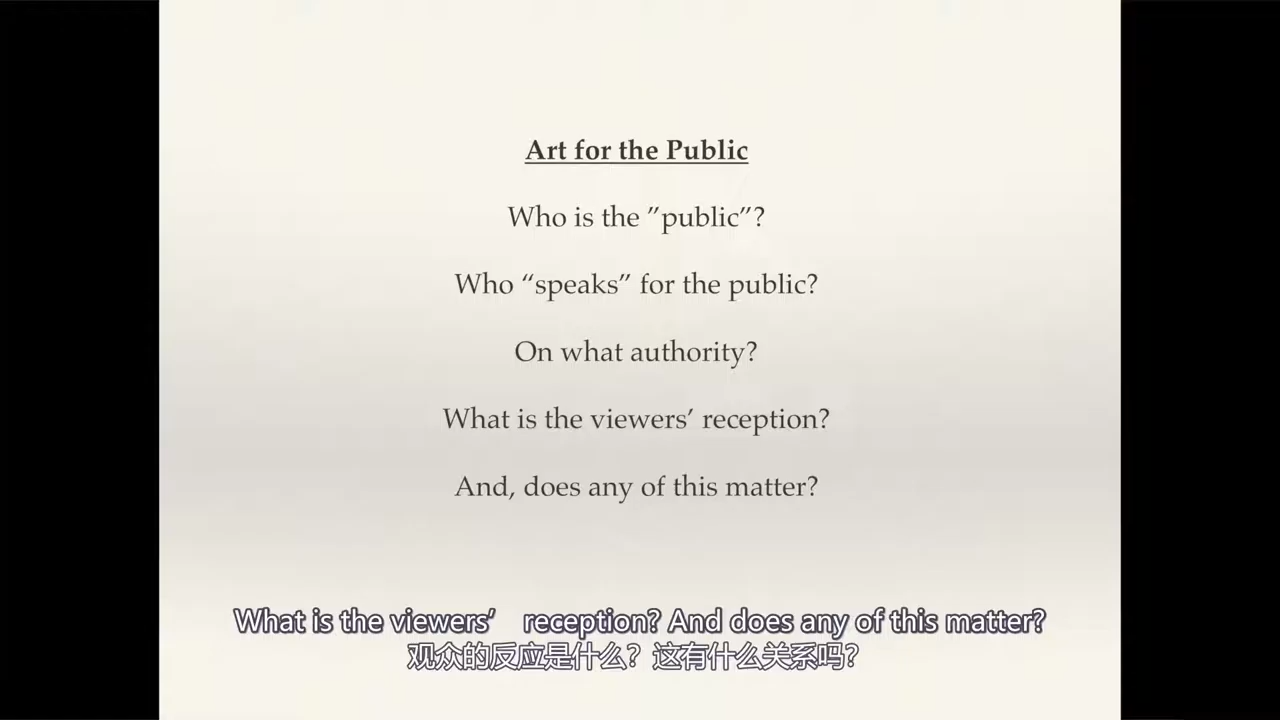 Art for the Public
Who is the ”public”?
Who “speaks” for the public?
On what authority?
What is the viewers’ reception?
And, does any of this matter?
What is the viewers’ reception? And does any of this matter?
观众的反应是什么？这有什么关系吗？